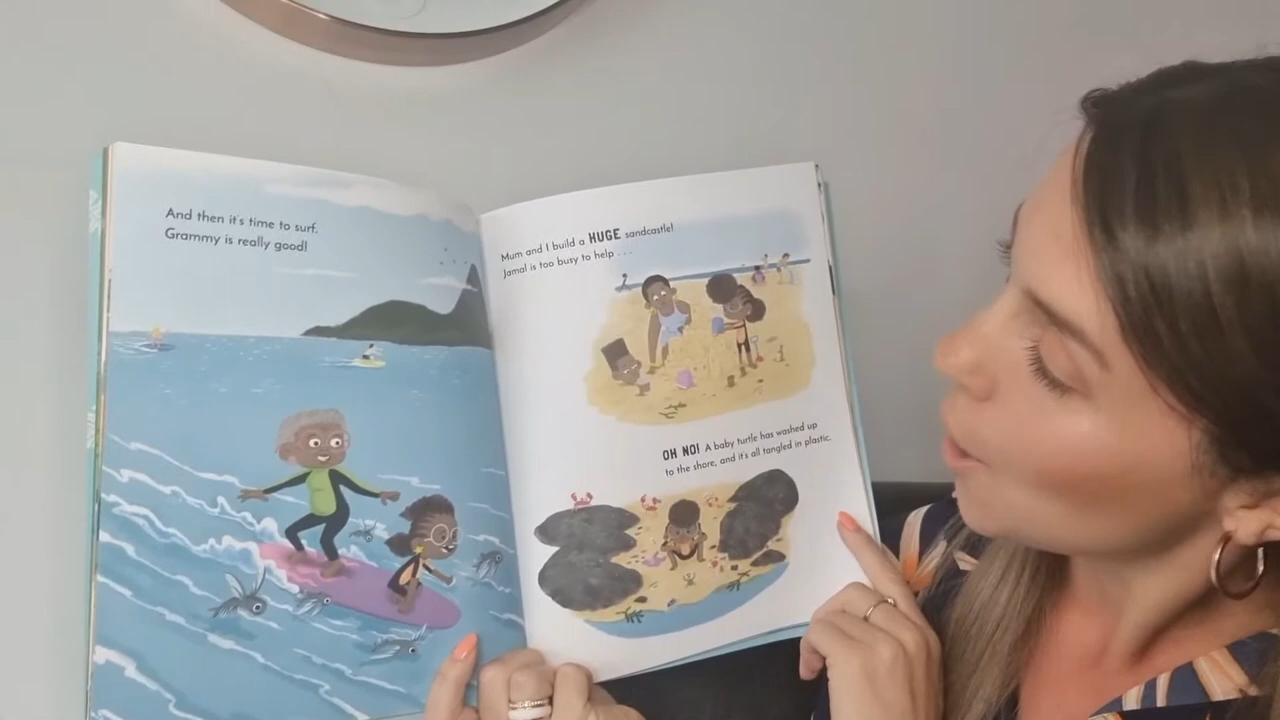 And then it's time to surf.
Grammy is really good!
Mum and I build a HUGE sandcastle!
Jamal is too busy to help . . .
OH NO! A baby turtle has washed up
to the shore, and it's all tangled in plastic.